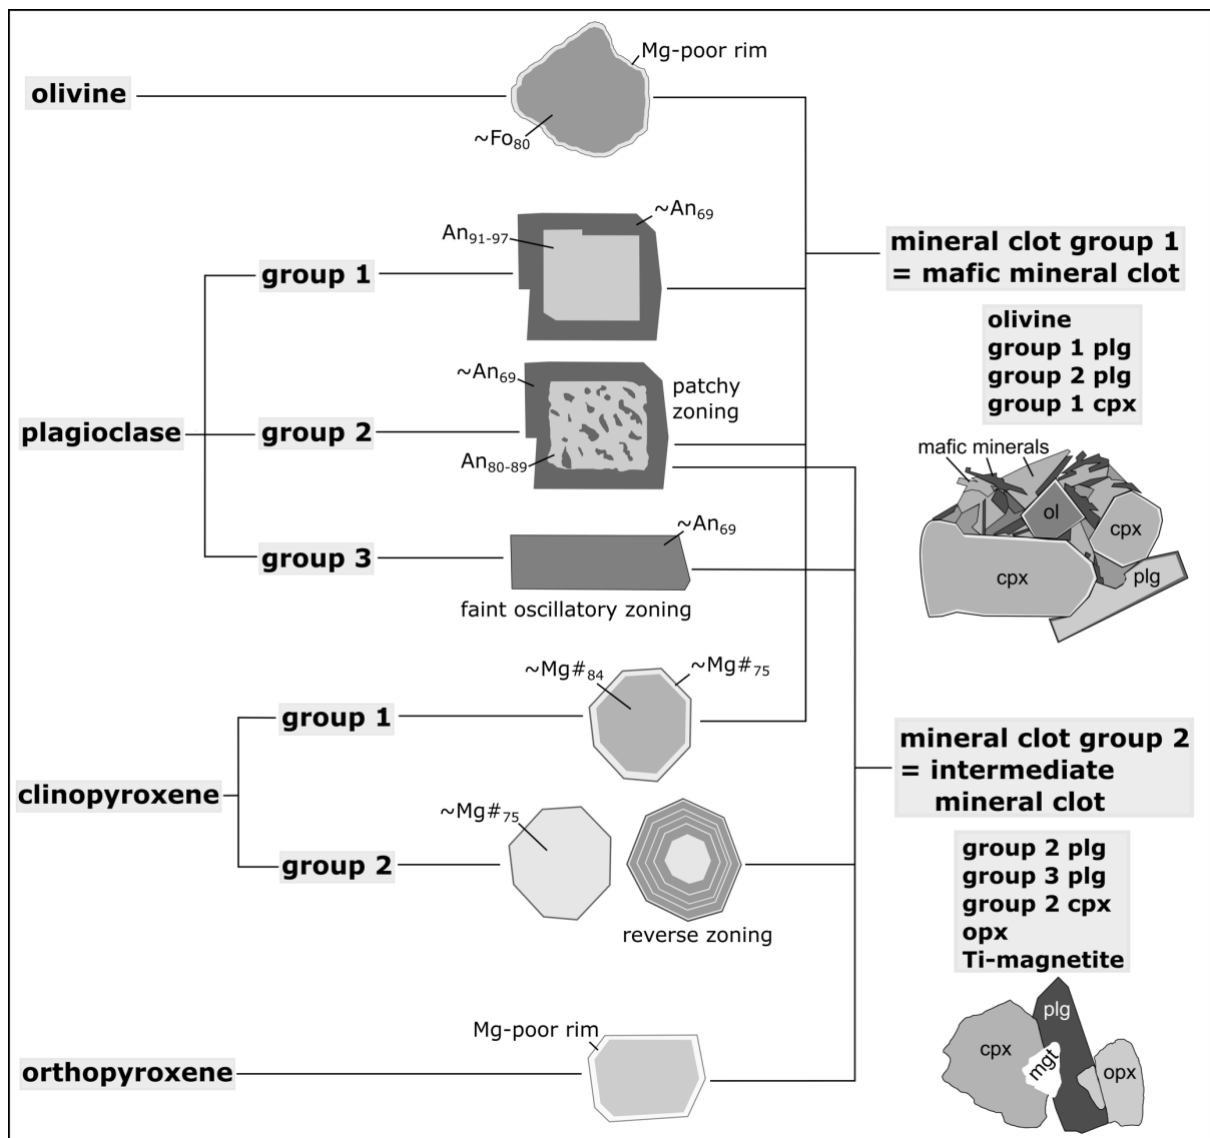 Mg-poor rim
olivine
~Fo₈₀
~An₆₉
An₉₁₋₉₇
group 1
mineral clot group 1
= mafic mineral clot
olivine
group 1 plg
group 2 plg
group 1 cpx
~An₆₉
patchy
zoning
plagioclase
group 2
An₈₀₋₈₉
mafic minerals
ol
cpx
cpx
plg
~An₆₉
group 3
faint oscillatory zoning
~Mg#₈₄
~Mg#₇₅
group 1
clinopyroxene
~Mg#₇₅
group 2
reverse zoning
mineral clot group 2
= intermediate
mineral clot
group 2 plg
group 3 plg
group 2 cpx
opx
Ti-magnetite
plg
cpx
mgt
opx
Mg-poor rim
orthopyroxene